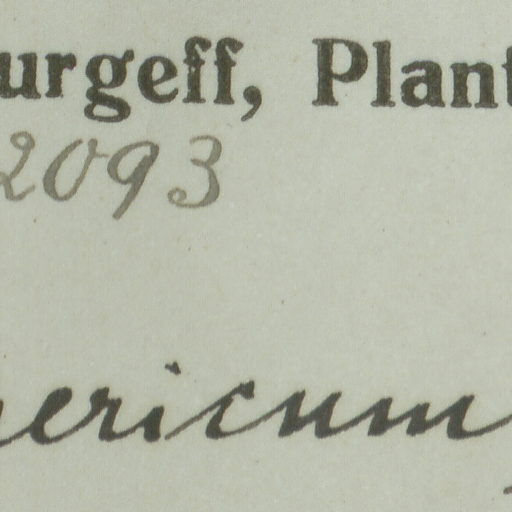 urgeff, Plant
2093
ericum